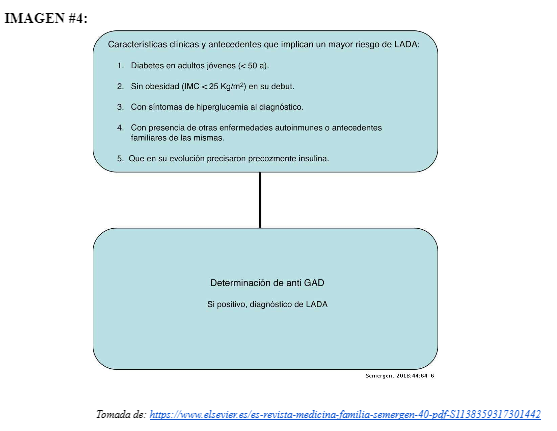 IMAGEN #4:
Características clínicas y antecedentes que implican un mayor riesgo de LADA:
1. Diabetes en adultos jóvenes (< 50 a).
2. Sin obesidad (IMC < 25 Kg/m²) en su debut.
3. Con síntomas de hiperglucemia al diagnóstico.
4. Con presencia de otras enfermedades autoinmunes o antecedentes
familiares de las mismas.
5. Que en su evolución precisaron precozmente insulina.
Determinación de anti GAD
Si positivo, diagnóstico de LADA
Semergen. 2018;44:64-6
Tomada de: https://www.elsevier.es/es-revista-medicina-familia-semergen-40-pdf-S1138359317301442